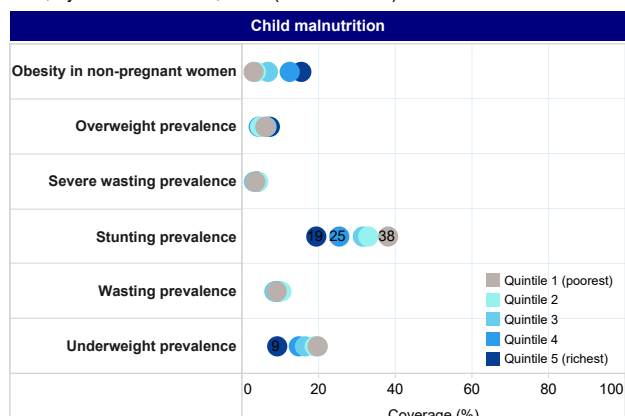 Child malnutrition
Obesity in non-pregnant women
Overweight prevalence
Severe wasting prevalence
Stunting prevalence
19 25 38
Wasting prevalence
Underweight prevalence
9
Quintile 1 (poorest)
Quintile 2
Quintile 3
Quintile 4
Quintile 5 (richest)
0 20 40 60 80 100
Coverage (%)